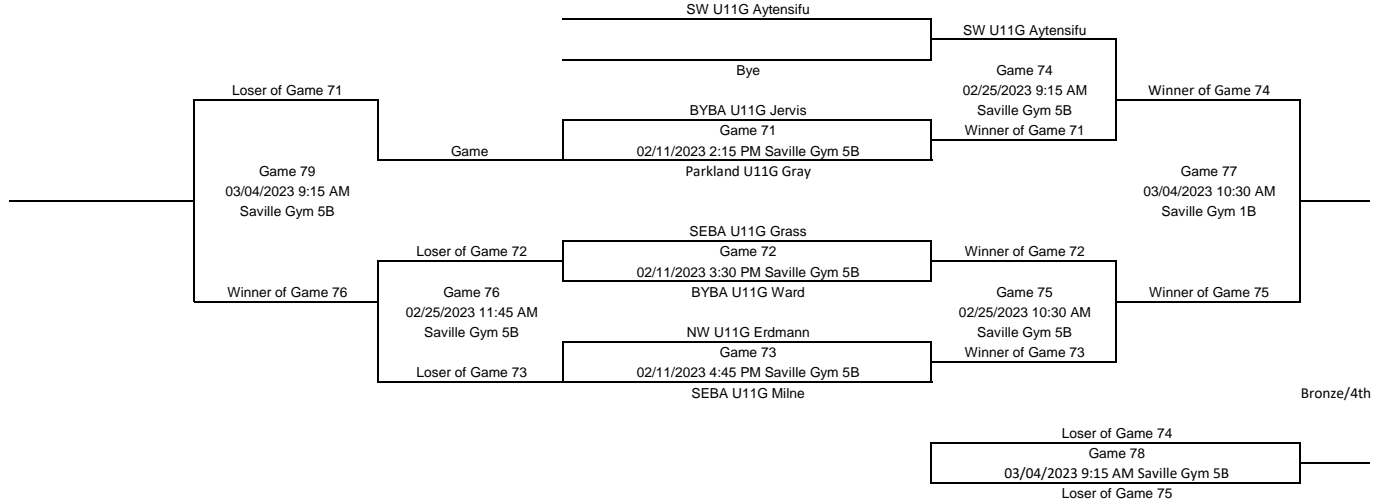 SW U11G Aytensifu
SW U11G Aytensifu
Bye
Game 74
Loser of Game 71
02/25/2023 9:15 AM
Winner of Game 74
BYBA U11G Jervis
Saville Gym 5B
Game 71
Winner of Game 71
Game
02/11/2023 2:15 PM Saville Gym 5B
Game 79
Parkland U11G Gray
Game 77
03/04/2023 9:15 AM
03/04/2023 10:30 AM
Saville Gym 5B
Saville Gym 1B
SEBA U11G Grass
Loser of Game 72
Game 72
Winner of Game 72
02/11/2023 3:30 PM Saville Gym 5B
Winner of Game 76
Game 76
BYBA U11G Ward
Game 75
Winner of Game 75
02/25/2023 11:45 AM
02/25/2023 10:30 AM
Saville Gym 5B
NW U11G Erdmann
Saville Gym 5B
Game 73
Winner of Game 73
Loser of Game 73
02/11/2023 4:45 PM Saville Gym 5B
SEBA U11G Milne
Bronze/4th
Loser of Game 74
Game 78
03/04/2023 9:15 AM Saville Gym 5B
Loser of Game 75